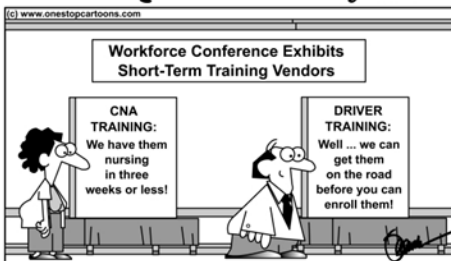 (c) www.onestopcartoons.com
Workforce Conference Exhibits
Short-Term Training Vendors
CNA
TRAINING:
We have them
nursing
in three
weeks or less!
DRIVER
TRAINING:
Well ... we can
get them
on the road
before you can
enroll them!